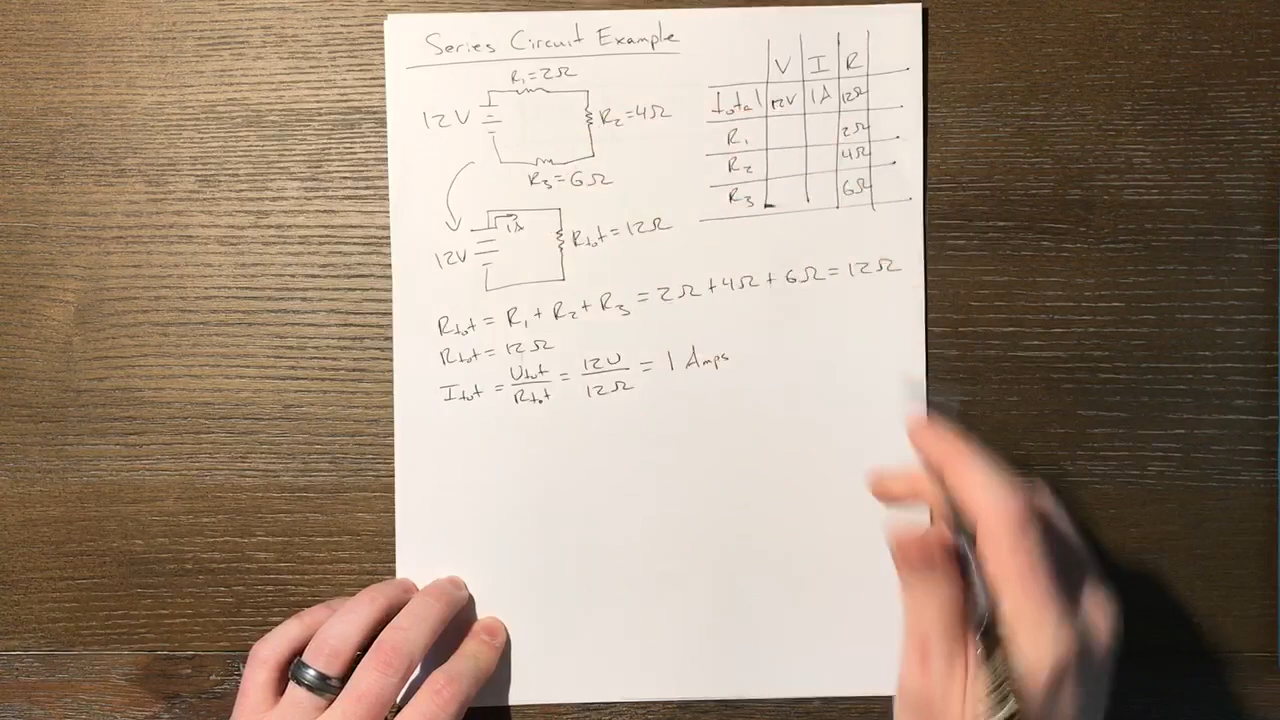 Series Circuit Example
R₁=2Ω
12V
R₂=4Ω
R₃=6Ω
V I R
total 12V 1A 12Ω
R₁ 2Ω
R₂ 4Ω
R₃ 6Ω
1A
12V
Rtot=12Ω
Rtot = R₁ + R₂ + R₃ = 2Ω+4Ω+6Ω=12Ω
Rtot = 12Ω
Itot = Vtot/Rtot = 12V/12Ω = 1 Amps